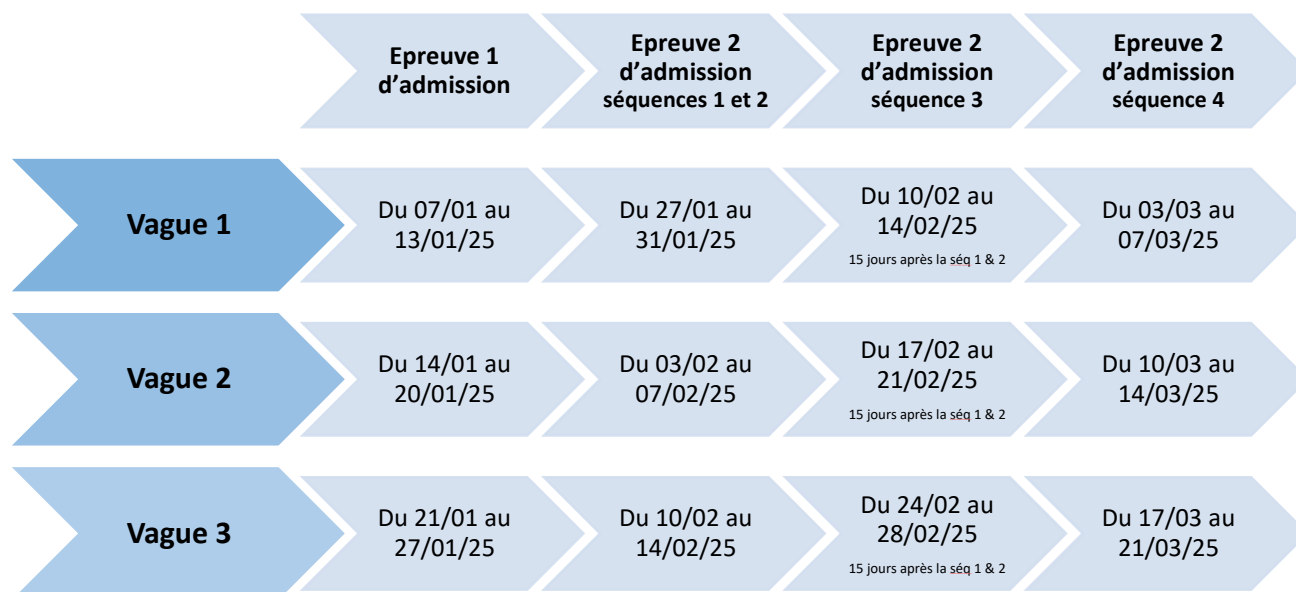 Epreuve 1
d’admission
Epreuve 2
d’admission
séquences 1 et 2
Epreuve 2
d’admission
séquence 3
Epreuve 2
d’admission
séquence 4
Vague 1
Du 07/01 au
13/01/25
Du 27/01 au
31/01/25
Du 10/02 au
14/02/25
15 jours après la séq 1 & 2
Du 03/03 au
07/03/25
Vague 2
Du 14/01 au
20/01/25
Du 03/02 au
07/02/25
Du 17/02 au
21/02/25
15 jours après la séq 1 & 2
Du 10/03 au
14/03/25
Vague 3
Du 21/01 au
27/01/25
Du 10/02 au
14/02/25
Du 24/02 au
28/02/25
15 jours après la séq 1 & 2
Du 17/03 au
21/03/25